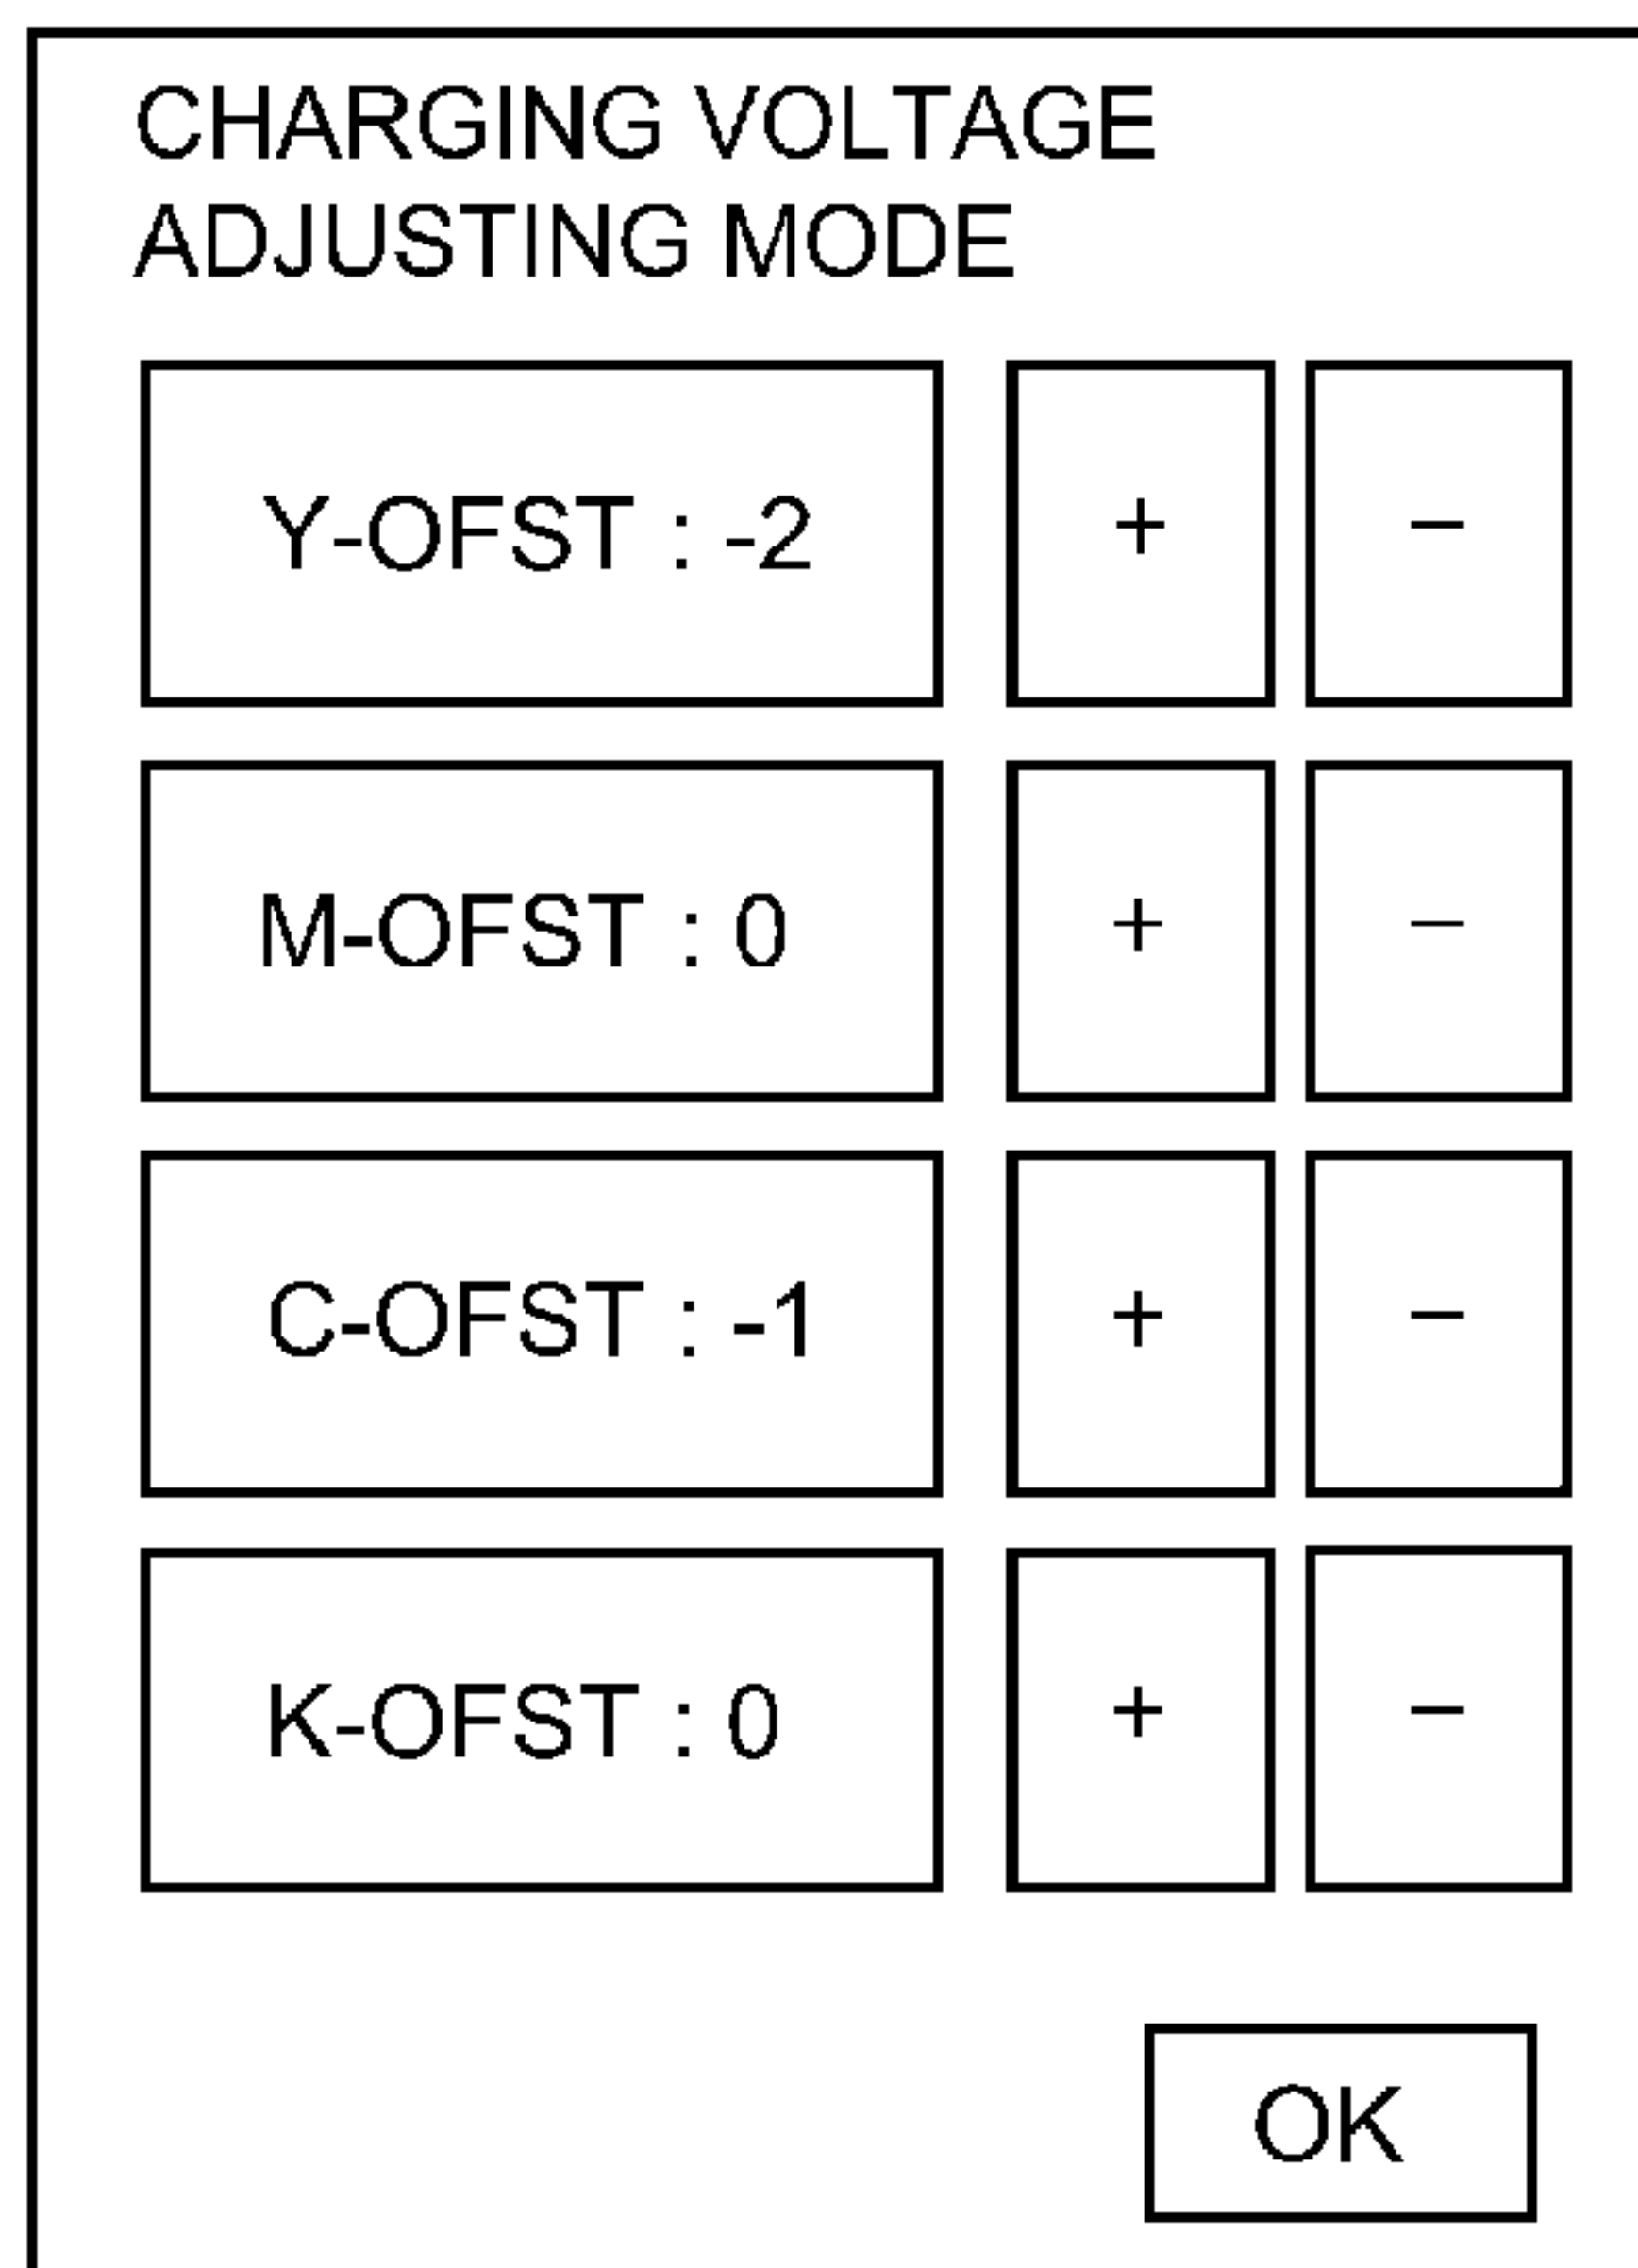 CHARGING VOLTAGE
ADJUSTING MODE
Y-OFST : -2 + −
M-OFST : 0 + −
C-OFST : -1 + −
K-OFST : 0 + −
OK